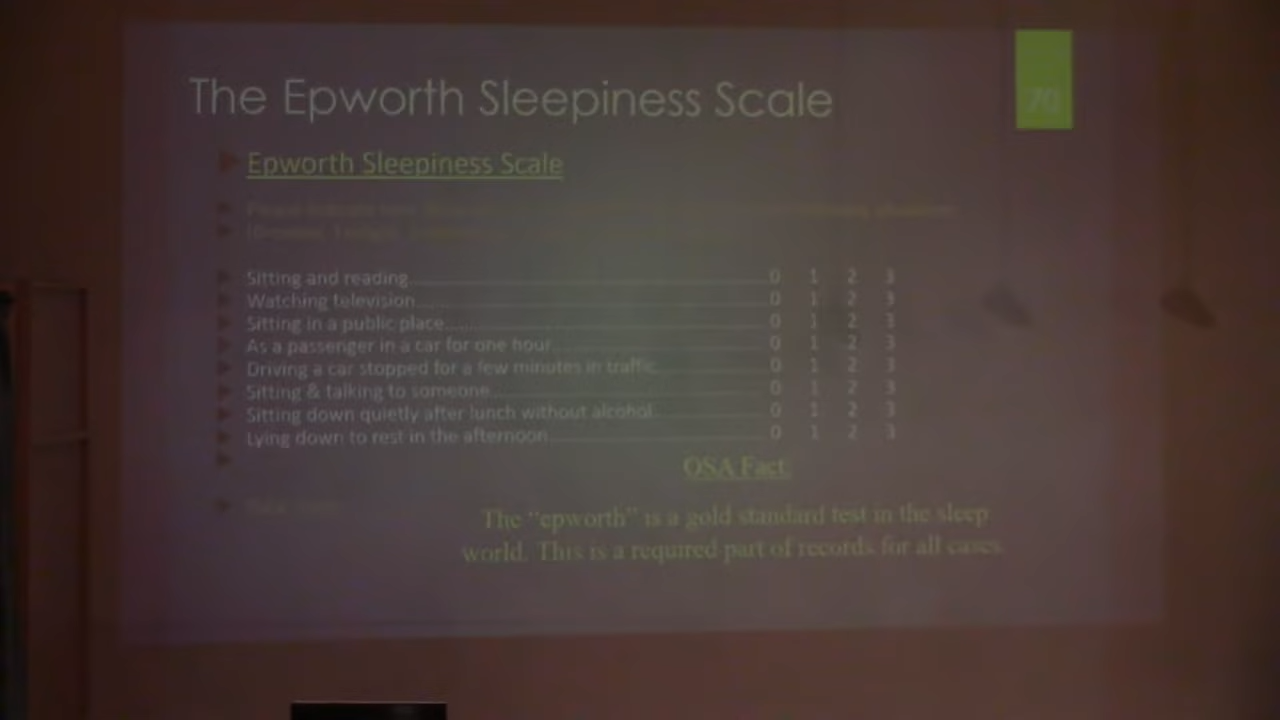 The Epworth Sleepiness Scale
70
Epworth Sleepiness Scale
Sitting and reading 0 1 2 3
Watching television 0 1 2 3
Sitting in a public place 0 1 2 3
As a passenger in a car for one hour 0 1 2 3
Driving a car stopped for a few minutes in traffic 0 1 2 3
Sitting & talking to someone 0 1 2 3
Sitting down quietly after lunch without alcohol 0 1 2 3
Lying down to rest in the afternoon 0 1 2 3
OSA Fact:
The “epworth” is a gold standard test in the sleep
world. This is a required part of records for all cases.